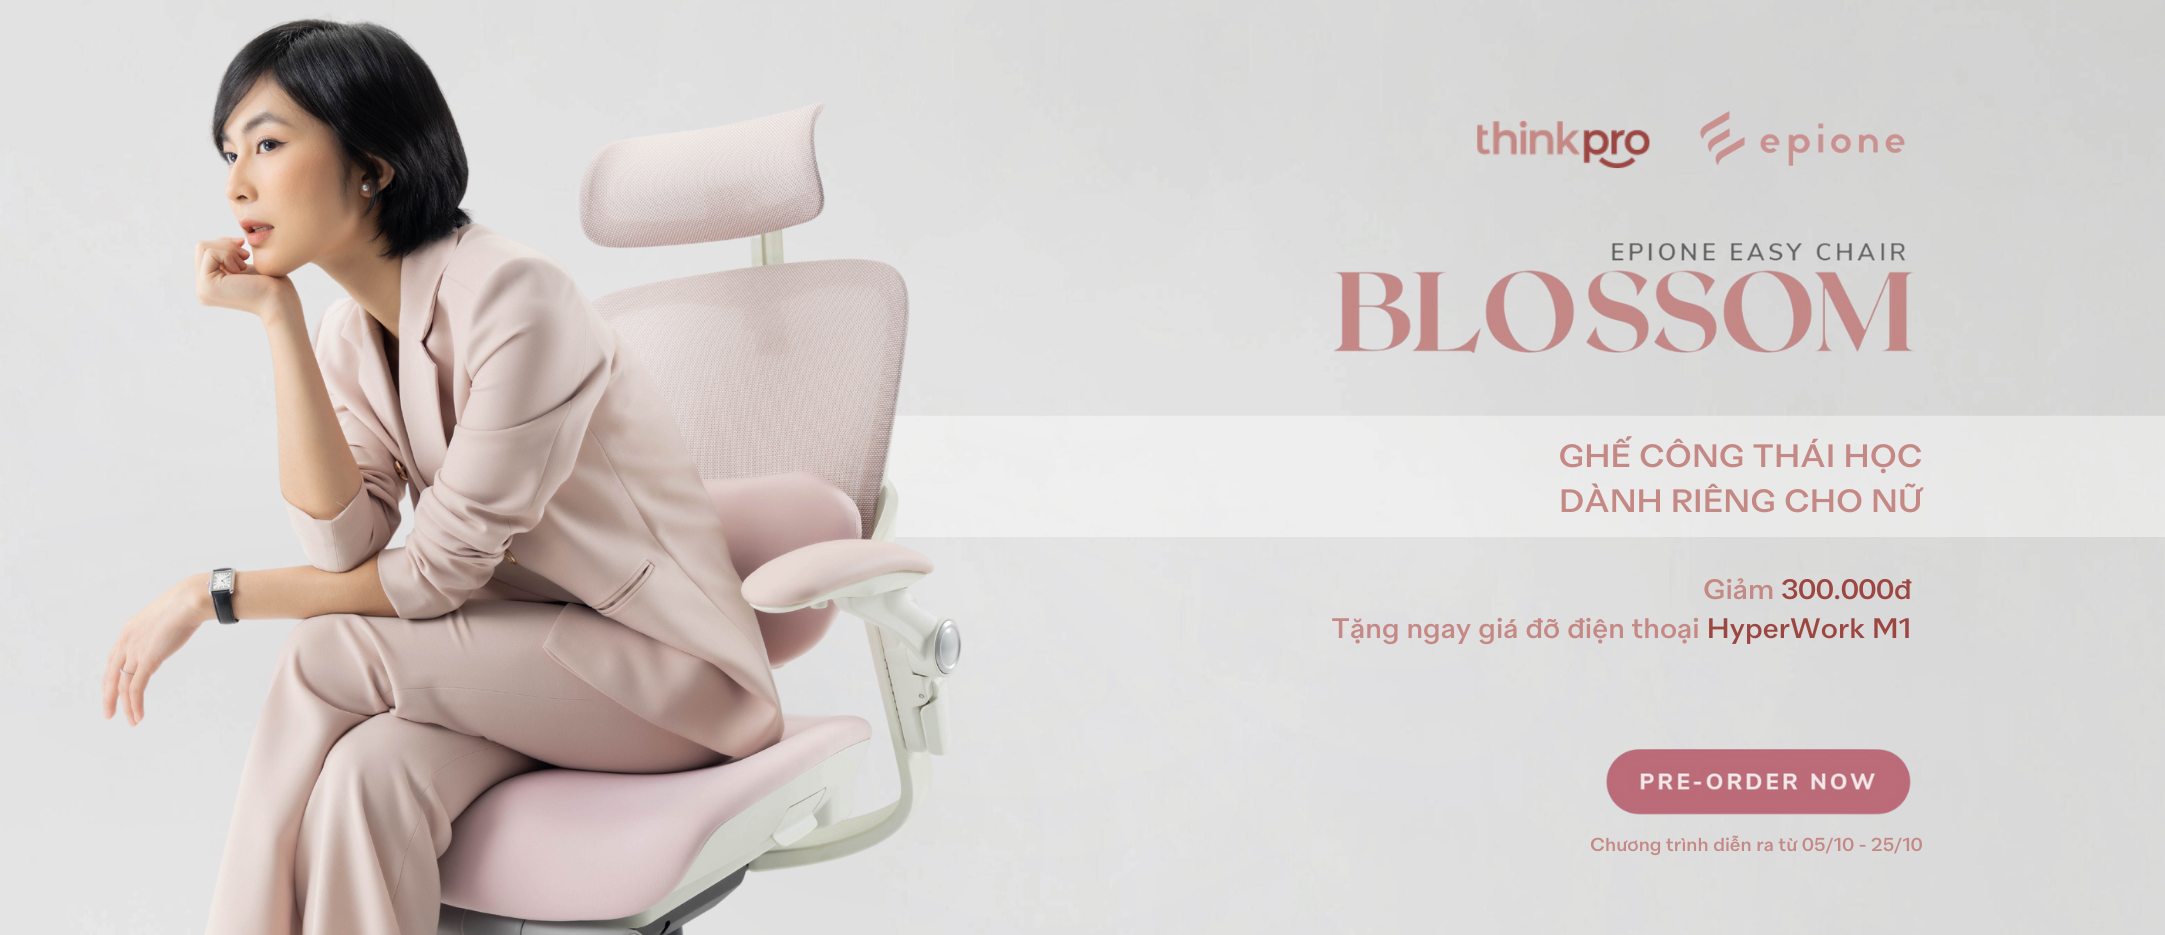 thinkpro epione
EPIONE EASY CHAIR
BLOSSOM
GHẾ CÔNG THÁI HỌC
DÀNH RIÊNG CHO NỮ
Giảm 300.000đ
Tặng ngay giá đỡ điện thoại HyperWork M1
PRE-ORDER NOW
Chương trình diễn ra từ 05/10 - 25/10